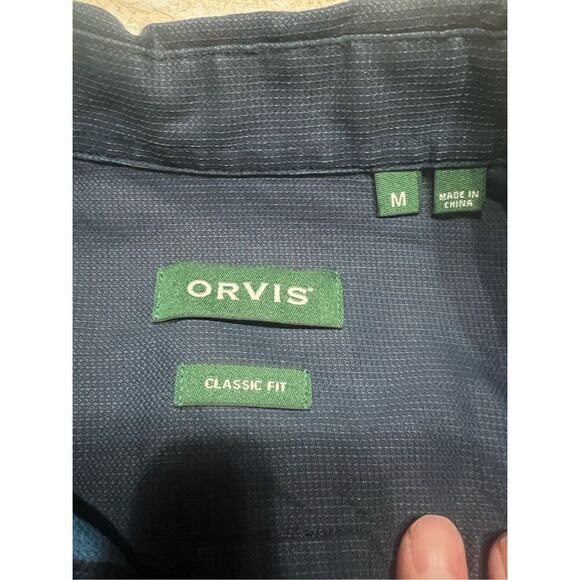 M
MADE IN
CHINA
ORVIS®
CLASSIC FIT